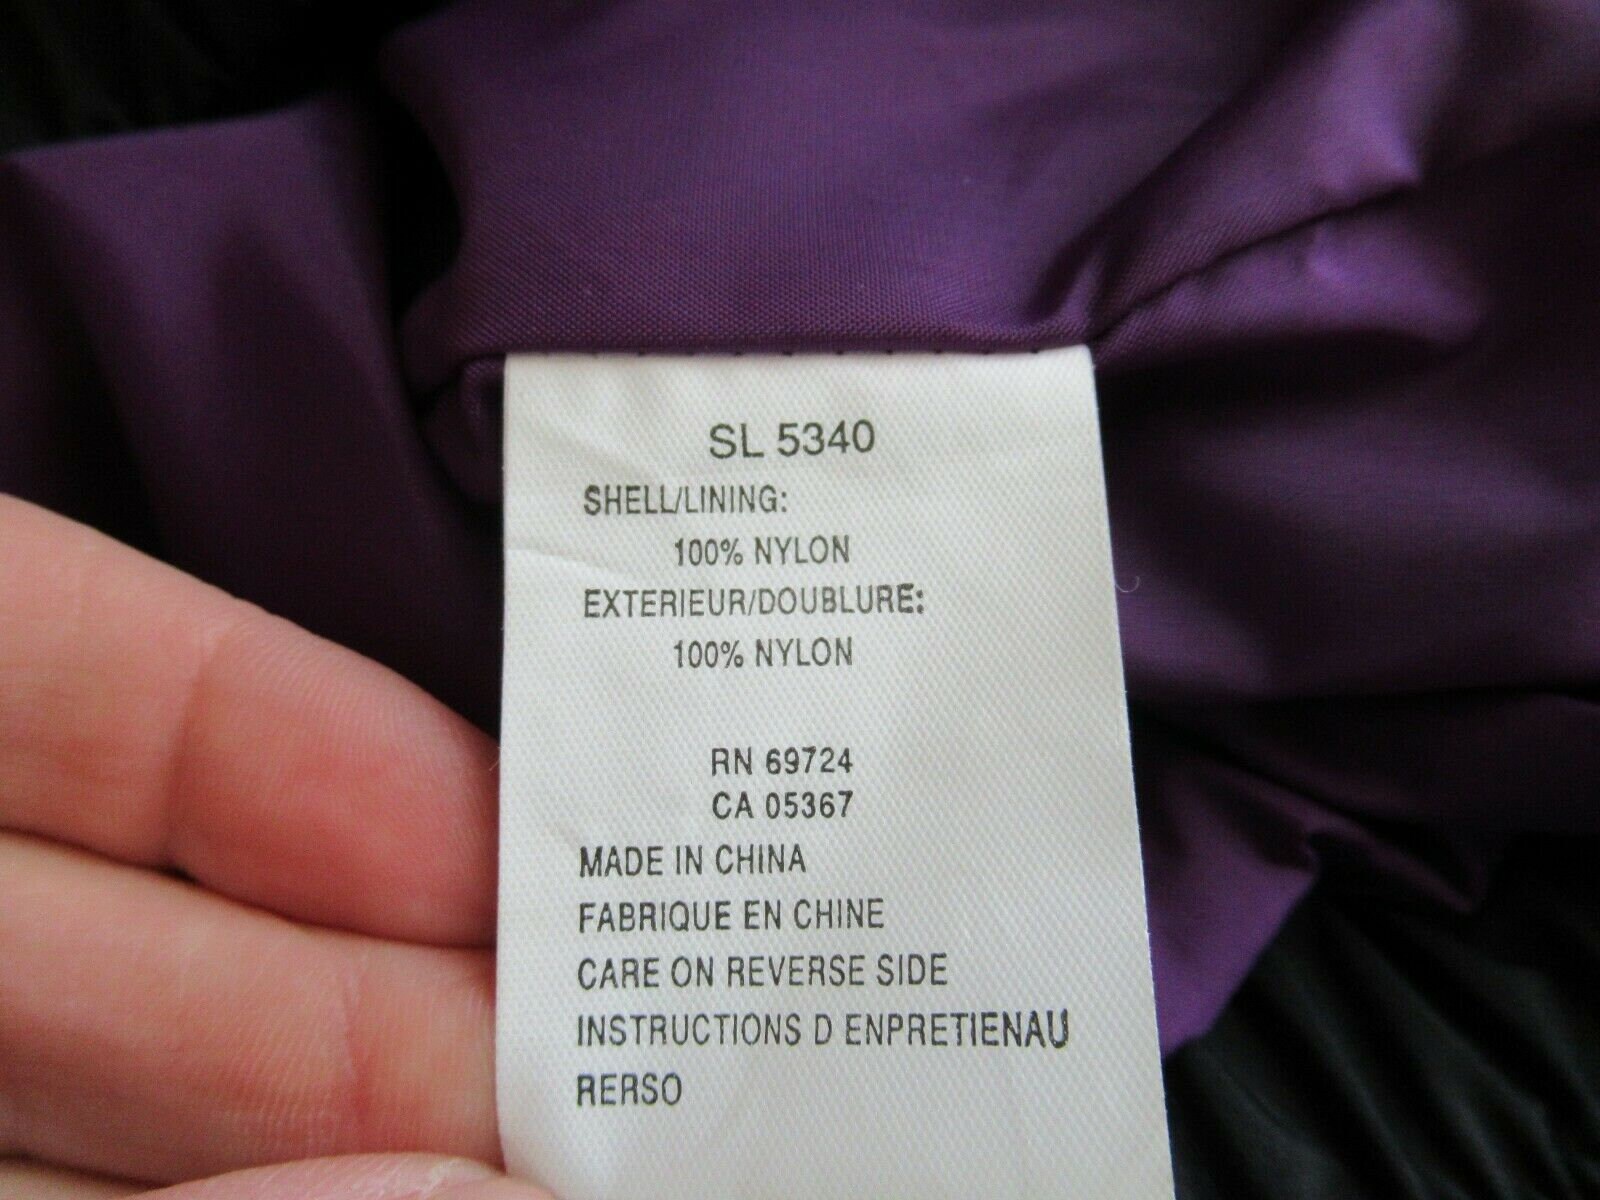 SL 5340
SHELL/LINING:
100% NYLON
EXTERIEUR/DOUBLURE:
100% NYLON
RN 69724
CA 05367
MADE IN CHINA
FABRIQUE EN CHINE
CARE ON REVERSE SIDE
INSTRUCTIONS D ENPRETIENAU
RERSO